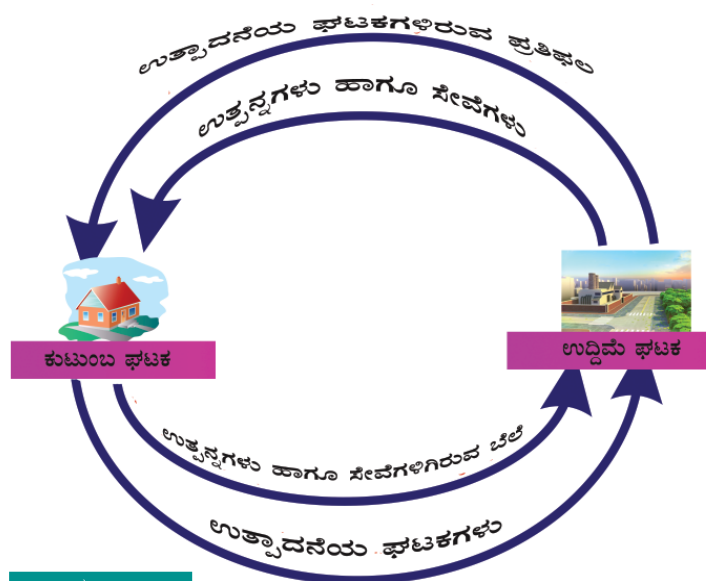 ಉತ್ಪಾದನೆಯ ಘಟಕಗಳಿರುವ ಪ್ರತಿಫಲ
ಉತ್ಪನ್ನಗಳು ಹಾಗೂ ಸೇವೆಗಳು
ಕುಟುಂಬ ಘಟಕ
ಉದ್ದಿಮೆ ಘಟಕ
ಉತ್ಪನ್ನಗಳು ಹಾಗೂ ಸೇವೆಗಳಿಗಿರುವ ಬೆಲೆ
ಉತ್ಪಾದನೆಯ ಘಟಕಗಳು